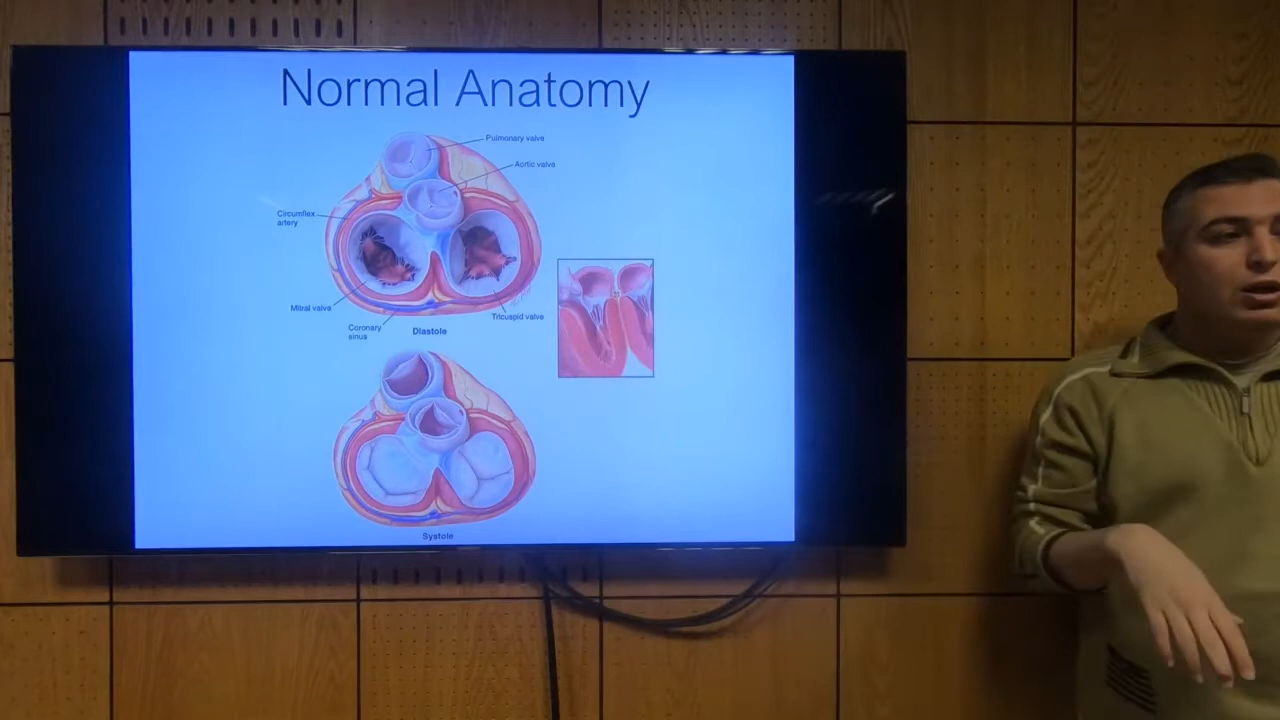 Normal Anatomy
Pulmonary valve
Aortic valve
Circumflex
artery
Mitral valve
Coronary
sinus
Tricuspid valve
Diastole
Systole